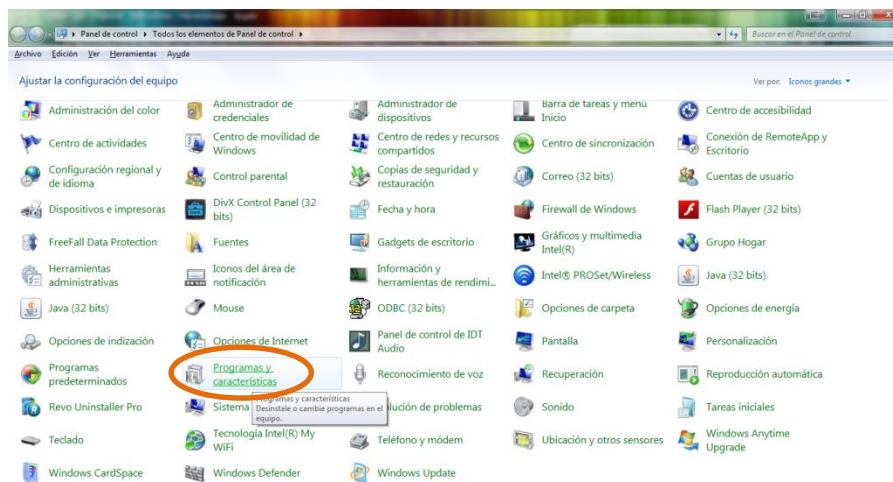 Panel de control ▸ Todos los elementos de Panel de control ▸
Buscar en el Panel de control
Archivo Edición Ver Herramientas Ayuda
Ajustar la configuración del equipo
Ver por: Iconos grandes
Administración del color
Administrador de
credenciales
Administrador de
dispositivos
Barra de tareas y menú
Inicio
Centro de accesibilidad
Centro de actividades
Centro de movilidad de
Windows
Centro de redes y recursos
compartidos
Centro de sincronización
Conexión de RemoteApp y
Escritorio
Configuración regional y
de idioma
Control parental
Copias de seguridad y
restauración
Correo (32 bits)
Cuentas de usuario
Dispositivos e impresoras
DivX Control Panel (32
bits)
Fecha y hora
Firewall de Windows
Flash Player (32 bits)
FreeFall Data Protection
Fuentes
Gadgets de escritorio
Gráficos y multimedia
Intel(R)
Grupo Hogar
Herramientas
administrativas
Iconos del área de
notificación
Información y
herramientas de rendimi...
Intel® PROSet/Wireless
Java (32 bits)
Java (32 bits)
Mouse
ODBC (32 bits)
Opciones de carpeta
Opciones de energía
Opciones de indización
Opciones de Internet
Panel de control de IDT
Audio
Pantalla
Personalización
Programas
predeterminados
Programas y
características
Reconocimiento de voz
Recuperación
Reproducción automática
Revo Uninstaller Pro
Sistema
Programas y características
Desinstale o cambie programas en el
equipo.
lución de problemas
Sonido
Tareas iniciales
Teclado
Tecnología Intel(R) My
WiFi
Teléfono y módem
Ubicación y otros sensores
Windows Anytime
Upgrade
Windows CardSpace
Windows Defender
Windows Update